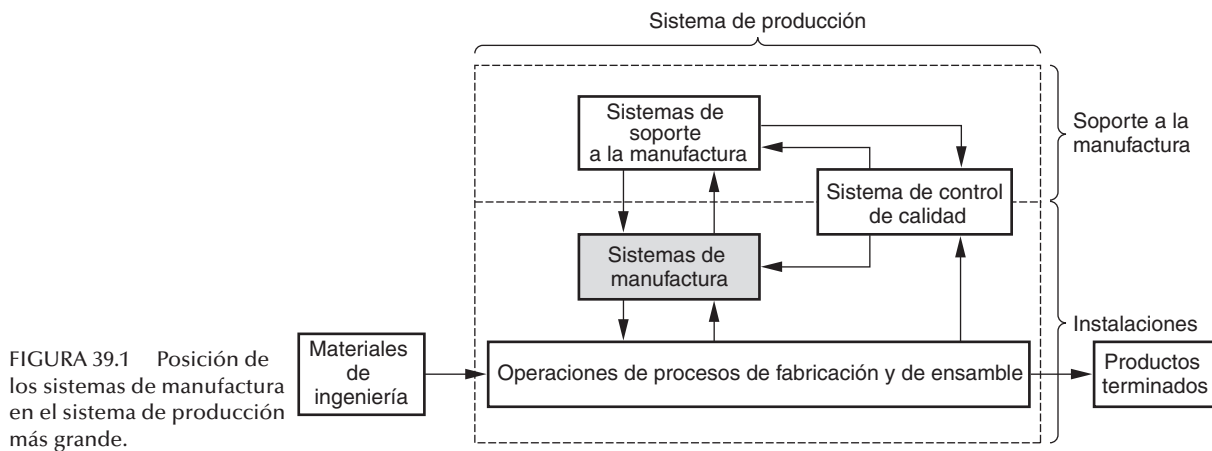 Sistema de producción
Sistemas de
soporte
a la manufactura
Soporte a la
manufactura
Sistema de control
de calidad
Sistemas de
manufactura
Instalaciones
FIGURA 39.1 Posición de
los sistemas de manufactura
en el sistema de producción
más grande.
Materiales
de
ingeniería
Operaciones de procesos de fabricación y de ensamble
Productos
terminados